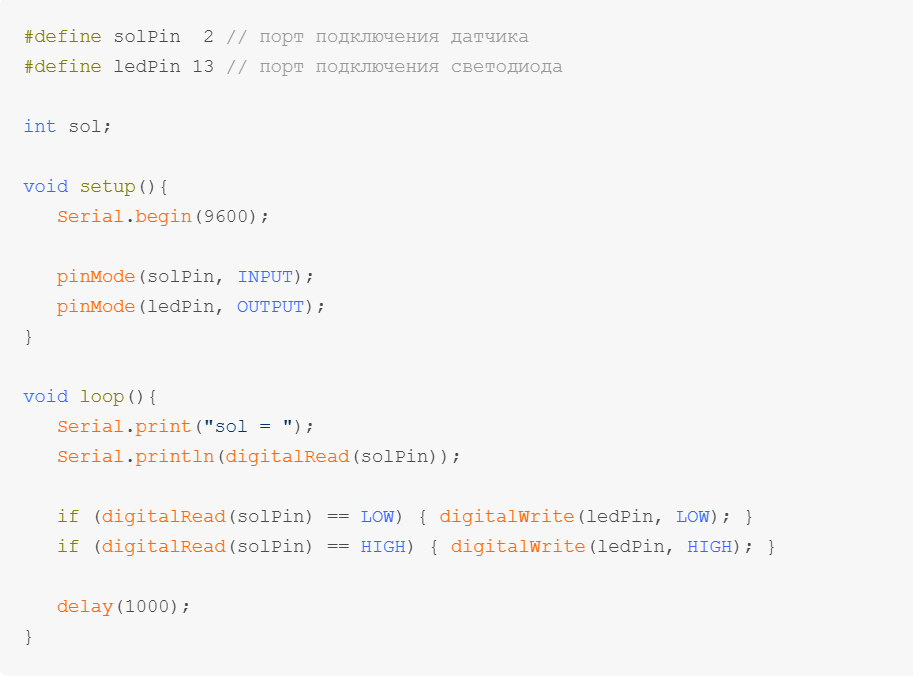 #define solPin  2 // порт подключения датчика
#define ledPin 13 // порт подключения светодиода
int sol;
void setup(){
   Serial.begin(9600);
   pinMode(solPin, INPUT);
   pinMode(ledPin, OUTPUT);
}
void loop(){
   Serial.print("sol = ");
   Serial.println(digitalRead(solPin));
   if (digitalRead(solPin) == LOW) { digitalWrite(ledPin, LOW); }
   if (digitalRead(solPin) == HIGH) { digitalWrite(ledPin, HIGH); }
   delay(1000);
}